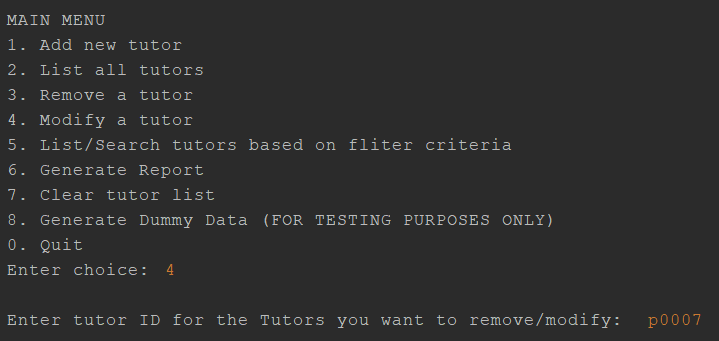 MAIN MENU
1. Add new tutor
2. List all tutors
3. Remove a tutor
4. Modify a tutor
5. List/Search tutors based on fliter criteria
6. Generate Report
7. Clear tutor list
8. Generate Dummy Data (FOR TESTING PURPOSES ONLY)
0. Quit
Enter choice: 4
Enter tutor ID for the Tutors you want to remove/modify: p0007